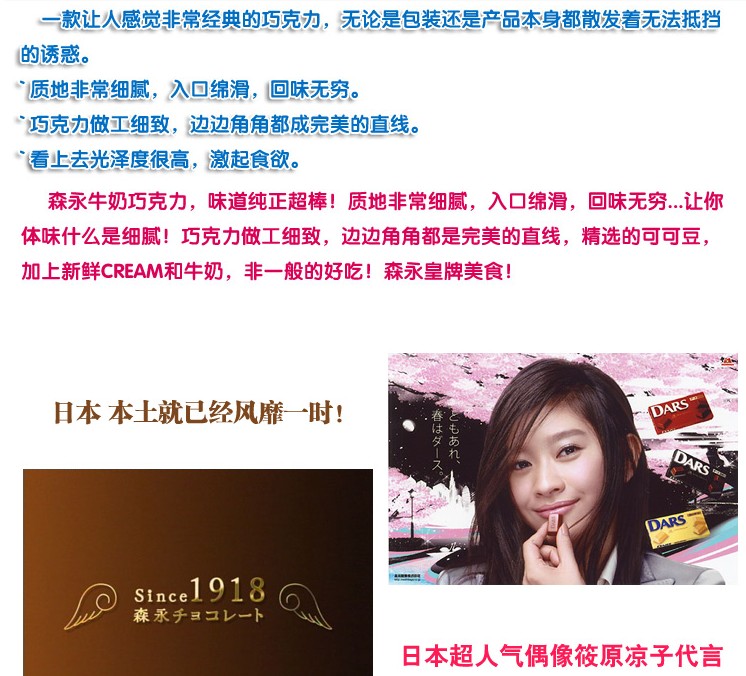 一款让人感觉非常经典的巧克力，无论是包装还是产品本身都散发着无法抵挡
的诱惑。
`质地非常细腻，入口绵滑，回味无穷。
`巧克力做工细致，边边角角都成完美的直线。
`看上去光泽度很高，激起食欲。
森永牛奶巧克力，味道纯正超棒！质地非常细腻，入口绵滑，回味无穷...让你
体味什么是细腻！巧克力做工细致，边边角角都是完美的直线，精选的可可豆，
加上新鲜CREAM和牛奶，非一般的好吃！森永皇牌美食！
日本 本土就已经风靡一时！
ともあれ、
春はダース。
DARS
DARS
DARS
Since1918
森永チョコレート
日本超人气偶像筱原凉子代言